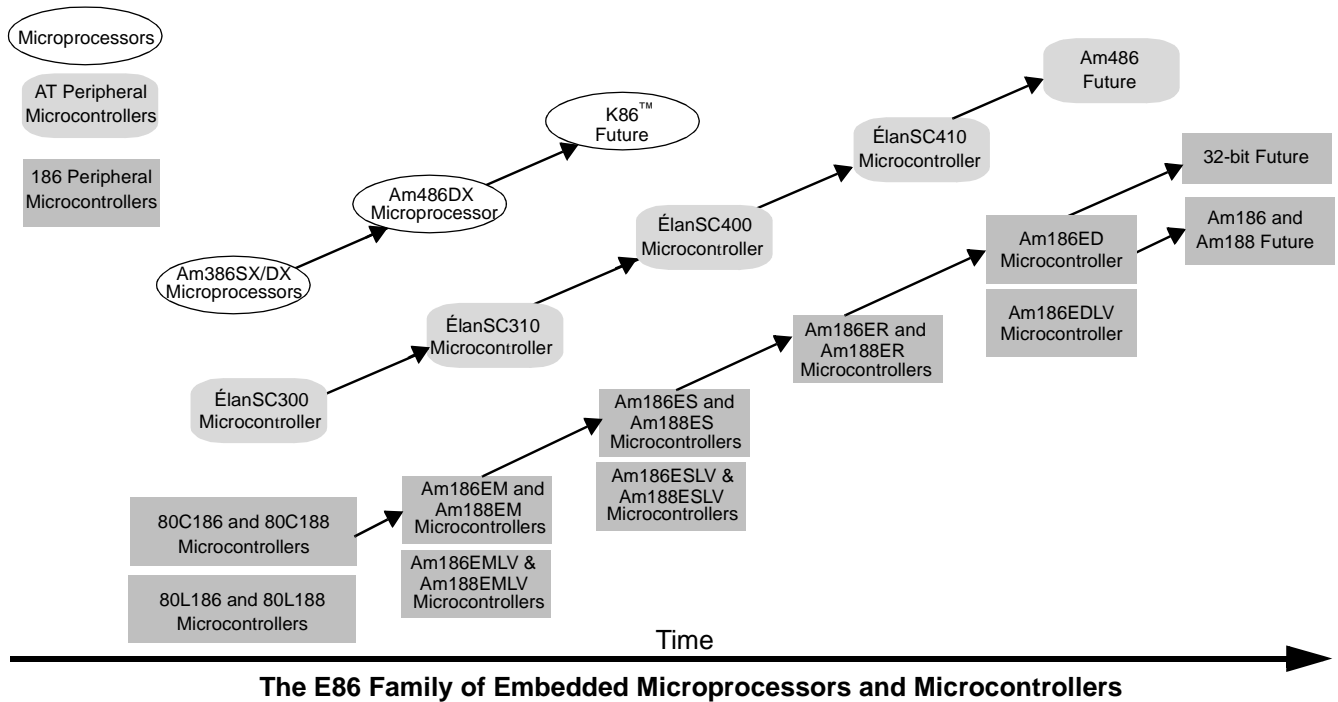 Microprocessors
AT Peripheral
Microcontrollers
186 Peripheral
Microcontrollers
Am386SX/DX
Microprocessors
Am486DX
Microprocessor
K86™
Future
ÉlanSC300
Microcontroller
ÉlanSC310
Microcontroller
ÉlanSC400
Microcontroller
ÉlanSC410
Microcontroller
Am486
Future
80C186 and 80C188
Microcontrollers
80L186 and 80L188
Microcontrollers
Am186EM and
Am188EM
Microcontrollers
Am186EMLV &
Am188EMLV
Microcontrollers
Am186ES and
Am188ES
Microcontrollers
Am186ESLV &
Am188ESLV
Microcontrollers
Am186ER and
Am188ER
Microcontrollers
Am186ED
Microcontroller
Am186EDLV
Microcontroller
32-bit Future
Am186 and
Am188 Future
Time
The E86 Family of Embedded Microprocessors and Microcontrollers